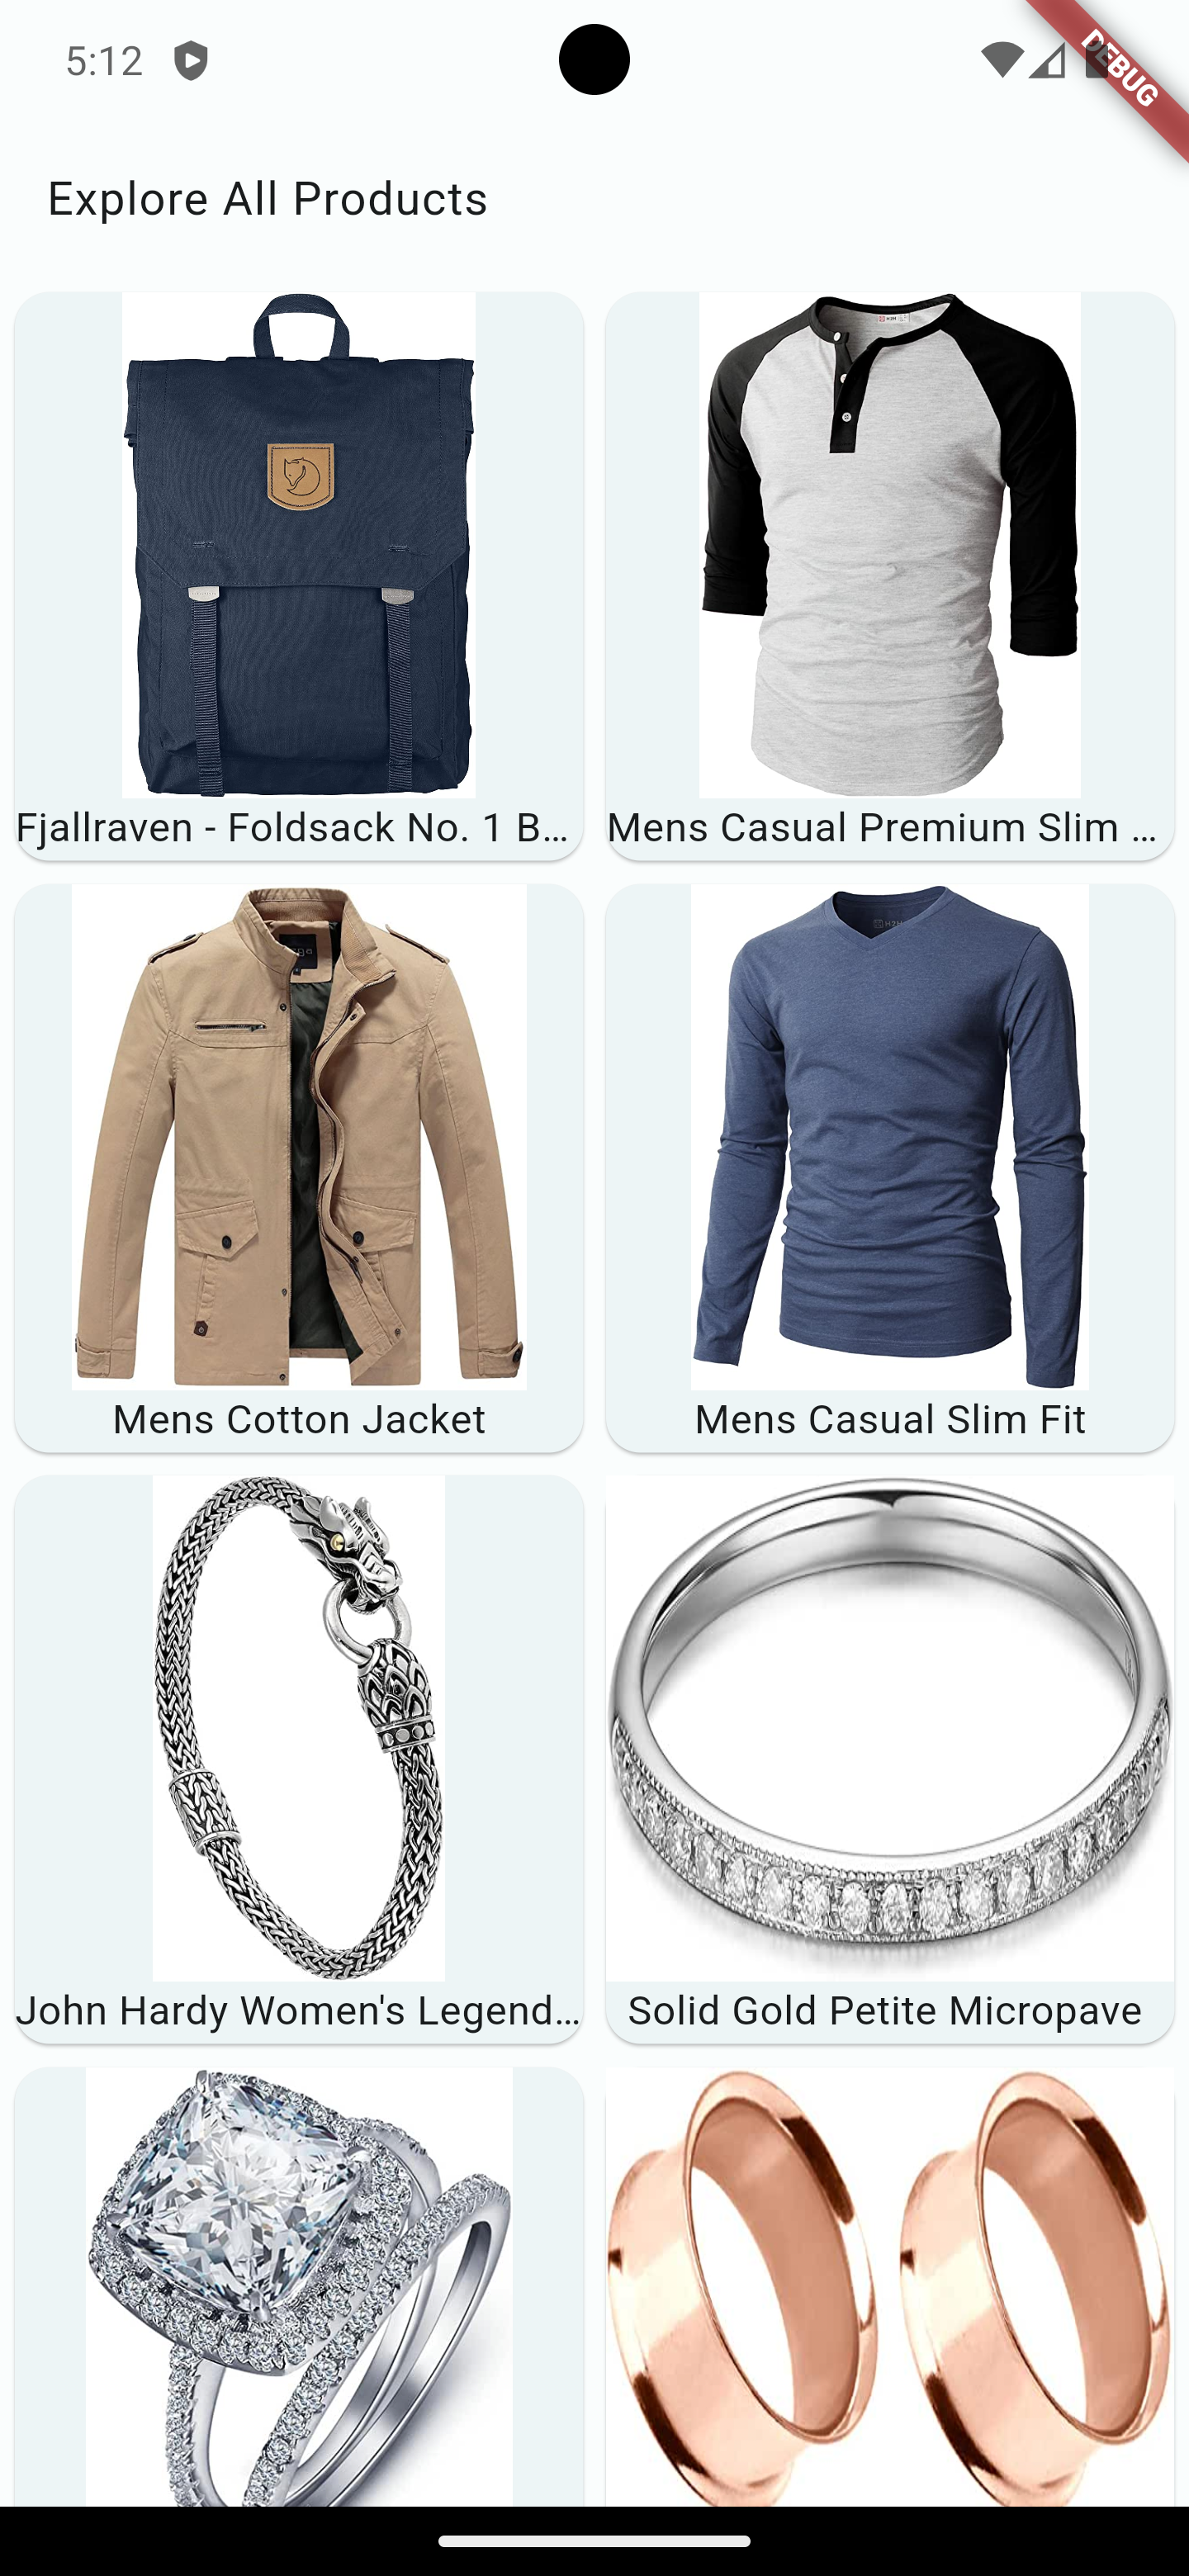 5:12
DEBUG
Explore All Products
Fjallraven - Foldsack No. 1 B...
Mens Casual Premium Slim ...
Mens Cotton Jacket
Mens Casual Slim Fit
John Hardy Women's Legend...
Solid Gold Petite Micropave